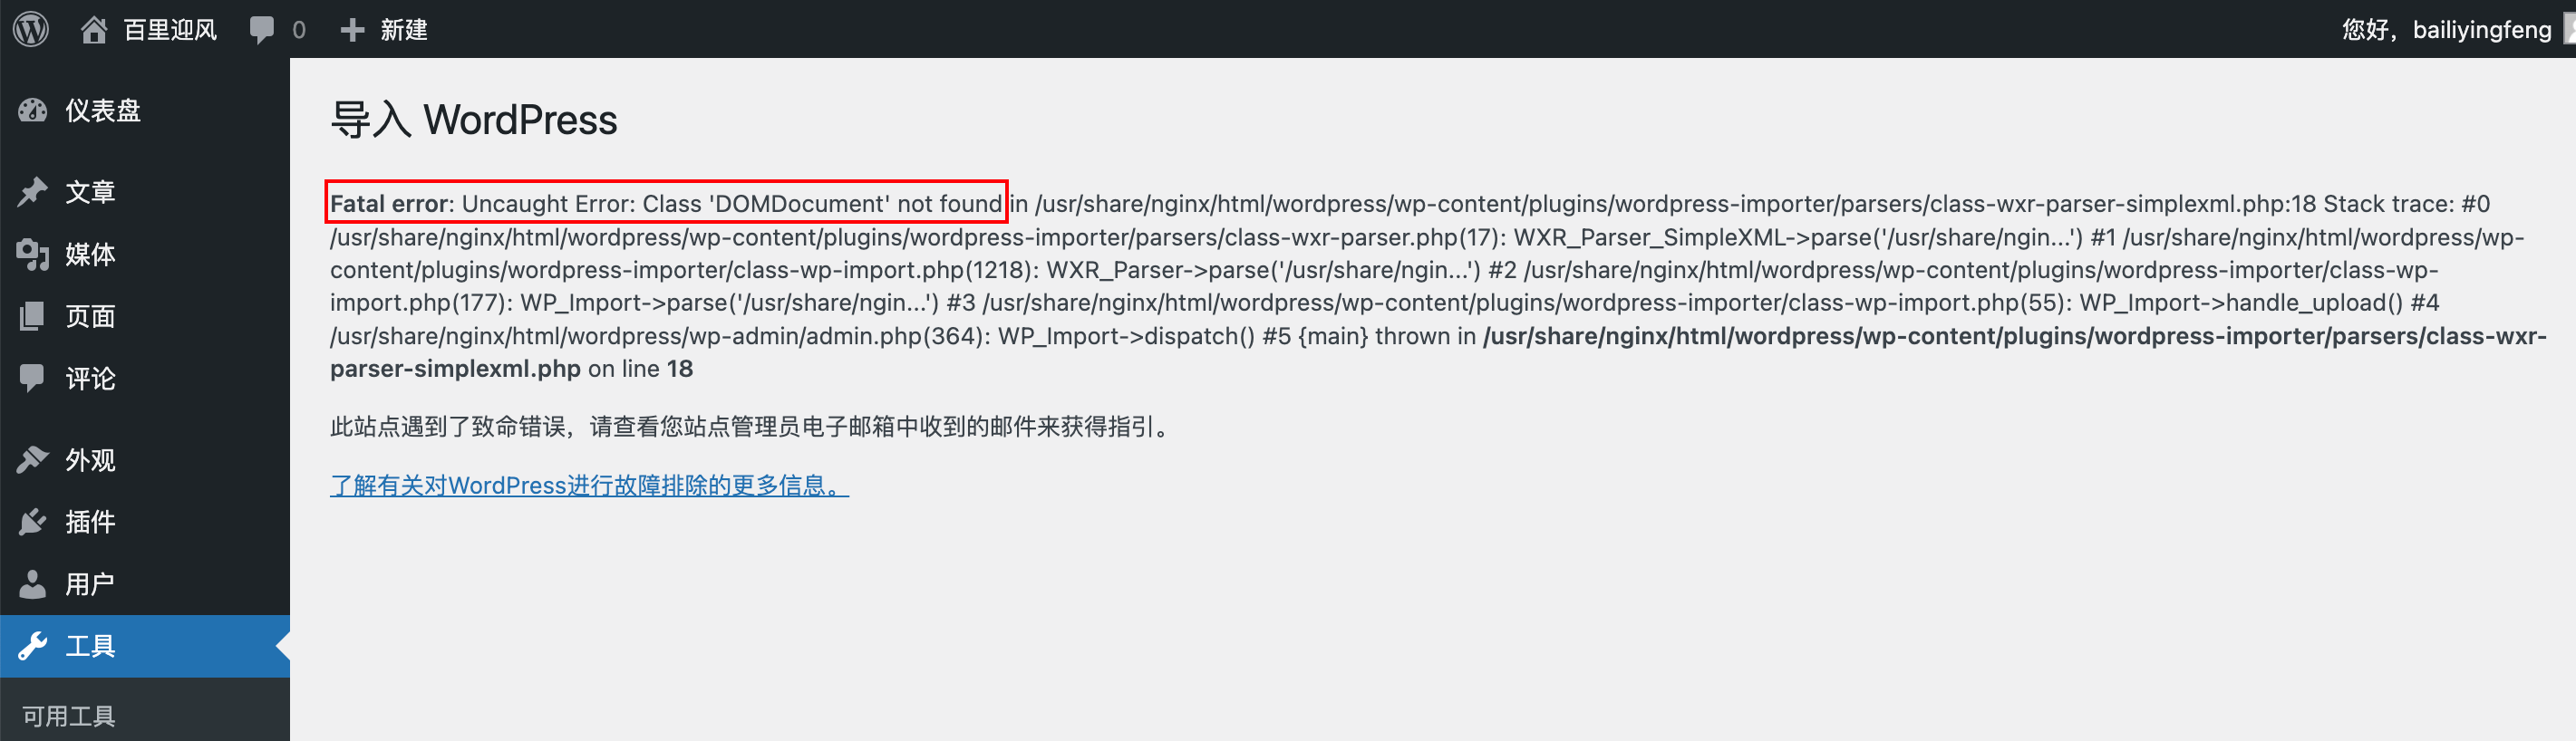 百里迎风 0 新建 您好，bailiyingfeng
仪表盘
文章
媒体
页面
评论
外观
插件
用户
工具
可用工具
导入 WordPress
Fatal error: Uncaught Error: Class 'DOMDocument' not found in /usr/share/nginx/html/wordpress/wp-content/plugins/wordpress-importer/parsers/class-wxr-parser-simplexml.php:18 Stack trace: #0
/usr/share/nginx/html/wordpress/wp-content/plugins/wordpress-importer/parsers/class-wxr-parser.php(17): WXR_Parser_SimpleXML->parse('/usr/share/ngin...') #1 /usr/share/nginx/html/wordpress/wp-
content/plugins/wordpress-importer/class-wp-import.php(1218): WXR_Parser->parse('/usr/share/ngin...') #2 /usr/share/nginx/html/wordpress/wp-content/plugins/wordpress-importer/class-wp-
import.php(177): WP_Import->parse('/usr/share/ngin...') #3 /usr/share/nginx/html/wordpress/wp-content/plugins/wordpress-importer/class-wp-import.php(55): WP_Import->handle_upload() #4
/usr/share/nginx/html/wordpress/wp-admin/admin.php(364): WP_Import->dispatch() #5 {main} thrown in /usr/share/nginx/html/wordpress/wp-content/plugins/wordpress-importer/parsers/class-wxr-
parser-simplexml.php on line 18
此站点遇到了致命错误，请查看您站点管理员电子邮箱中收到的邮件来获得指引。
了解有关对WordPress进行故障排除的更多信息。